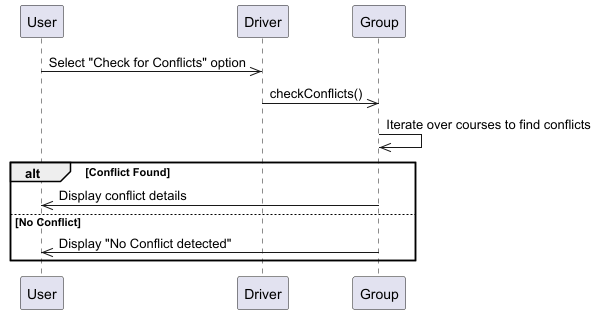 User Driver Group
Select "Check for Conflicts" option
checkConflicts()
Iterate over courses to find conflicts
alt [Conflict Found]
Display conflict details
[No Conflict]
Display "No Conflict detected"
User Driver Group